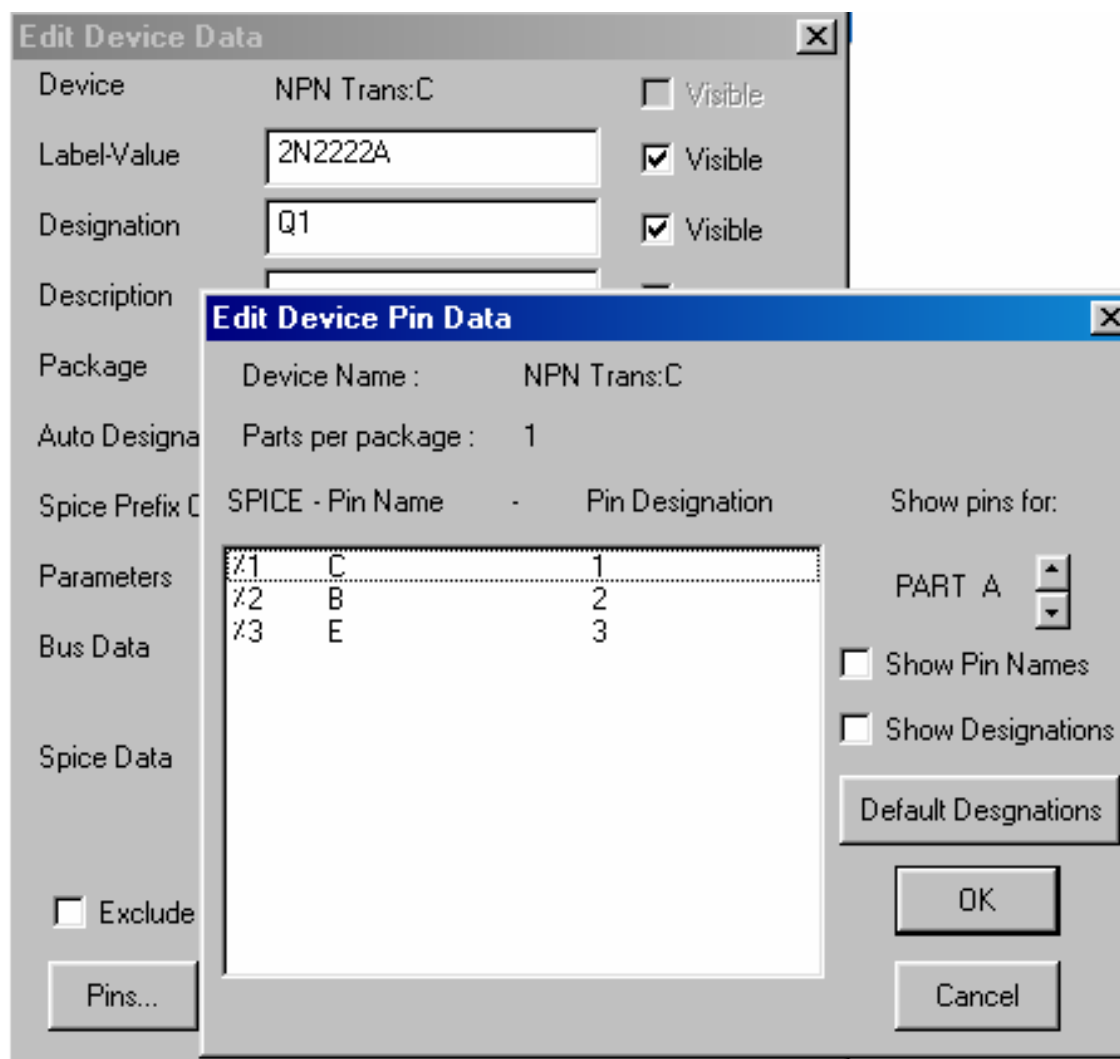 Edit Device Data
Device NPN Trans:C Visible
Label-Value 2N2222A Visible
Designation Q1 Visible
Description
Package
Auto Designa
Spice Prefix
Parameters
Bus Data
Spice Data
Exclude
Pins...
Edit Device Pin Data
Device Name : NPN Trans:C
Parts per package : 1
SPICE - Pin Name - Pin Designation Show pins for:
%1 C 1
%2 B 2
%3 E 3
PART A
Show Pin Names
Show Designations
Default Desgnations
OK
Cancel